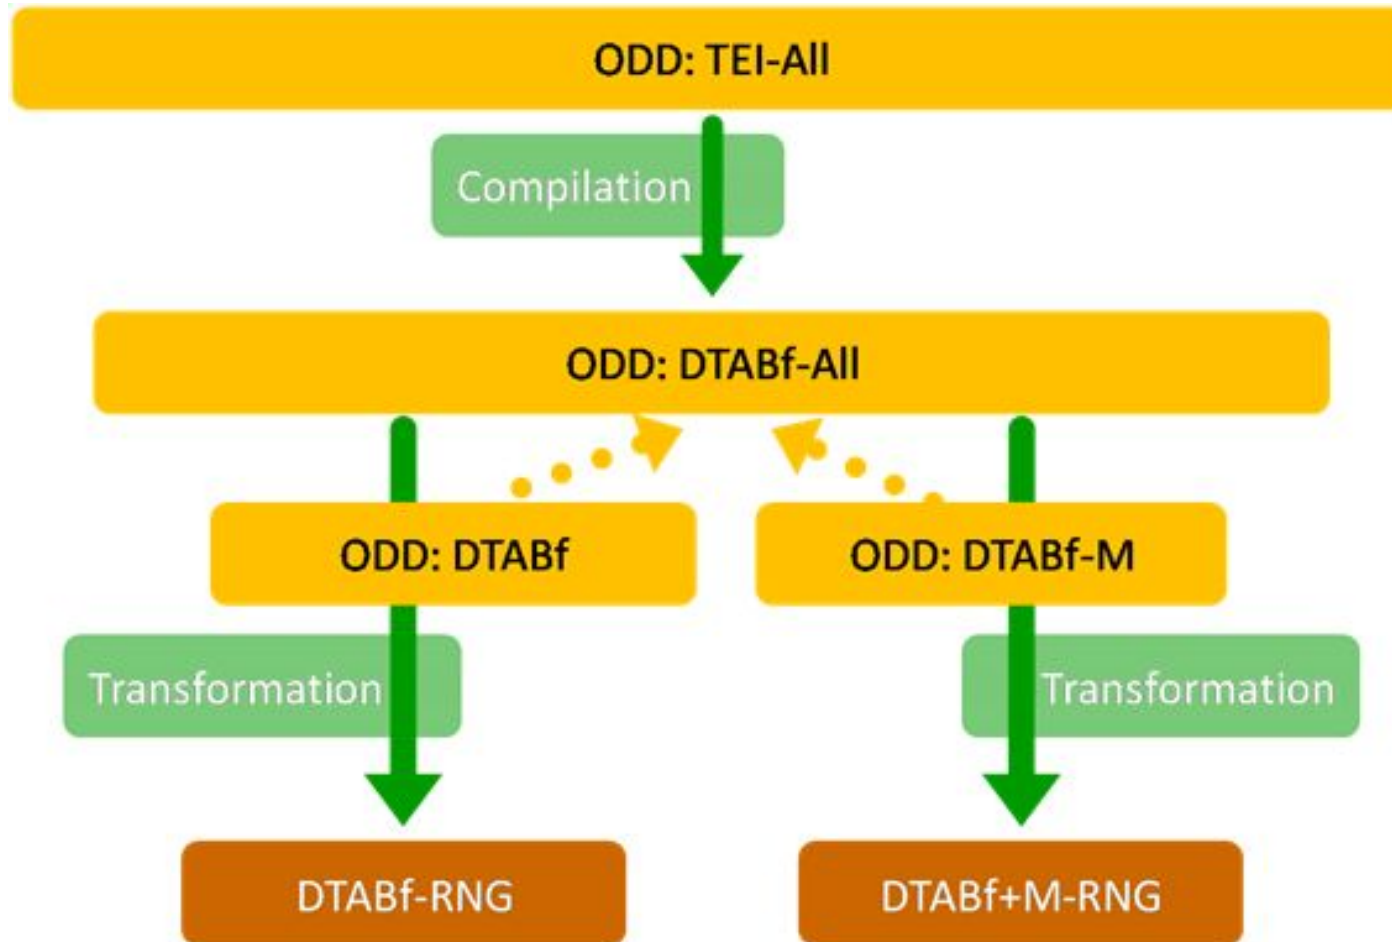 ODD: TEI-All
Compilation
ODD: DTABf-All
ODD: DTABf
ODD: DTABf-M
Transformation
Transformation
DTABf-RNG
DTABf+M-RNG